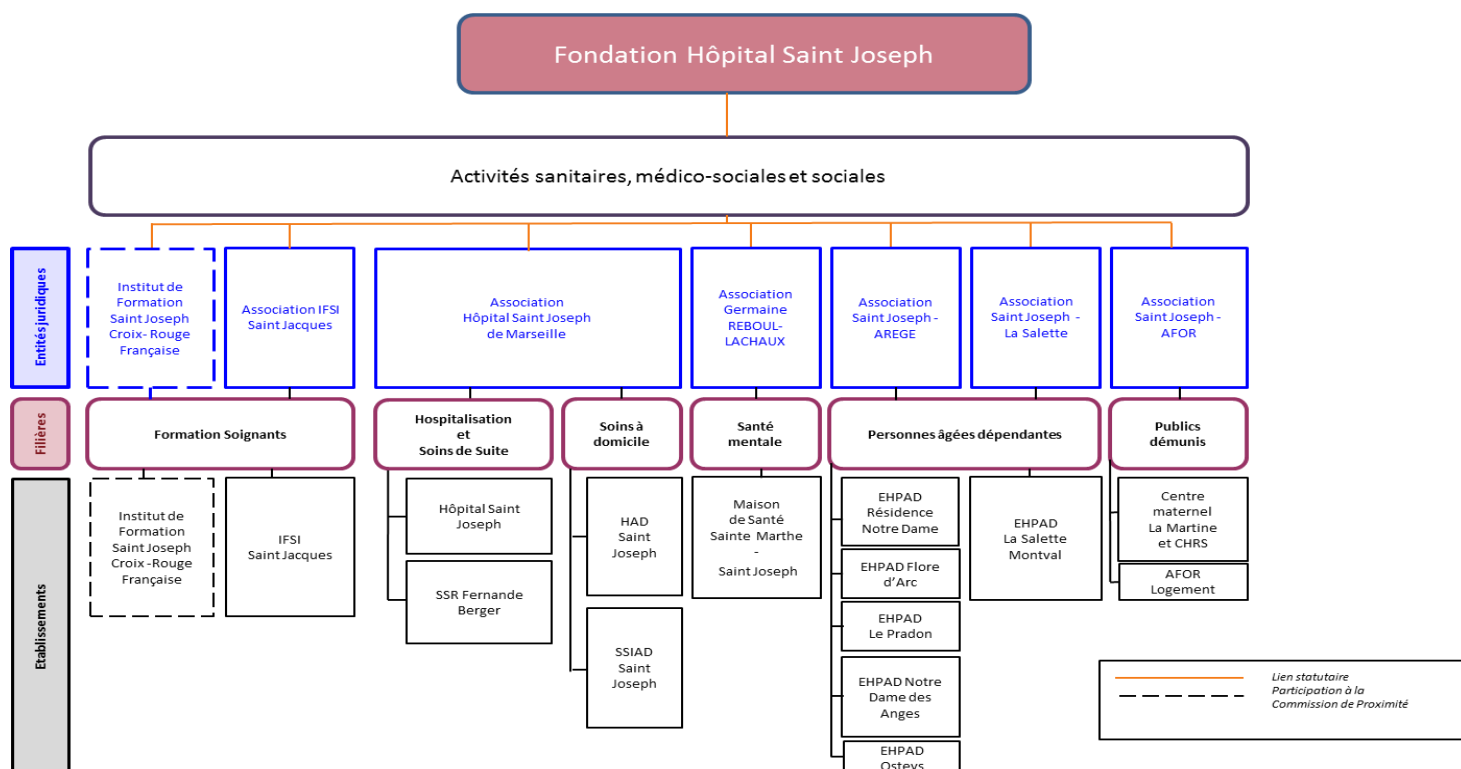 Fondation Hôpital Saint Joseph
Activités sanitaires, médico-sociales et sociales
Entités juridiques
Institut de
Formation
Saint Joseph
Croix- Rouge
Française
Association IFSI
Saint Jacques
Association
Hôpital Saint Joseph
de Marseille
Association
Germaine
REBOUL-
LACHAUX
Association
Saint Joseph -
AREGE
Association
Saint Joseph -
La Salette
Association
Saint Joseph -
AFOR
Filières
Formation Soignants
Hospitalisation
et
Soins de Suite
Soins à
domicile
Santé
mentale
Personnes âgées dépendantes
Publics
démunis
Etablissements
Institut de
Formation
Saint Joseph
Croix -Rouge
Française
IFSI
Saint Jacques
Hôpital Saint
Joseph
SSR Fernande
Berger
HAD
Saint
Joseph
SSIAD
Saint
Joseph
Maison
de Santé
Sainte Marthe
-
Saint Joseph
EHPAD
Résidence
Notre Dame
EHPAD Flore
d’Arc
EHPAD
Le Pradon
EHPAD Notre
Dame des
Anges
EHPAD
Osteys
EHPAD
La Salette
Montval
Centre
maternel
La Martine
et CHRS
AFOR
Logement
Lien statutaire
Participation à la
Commission de Proximité